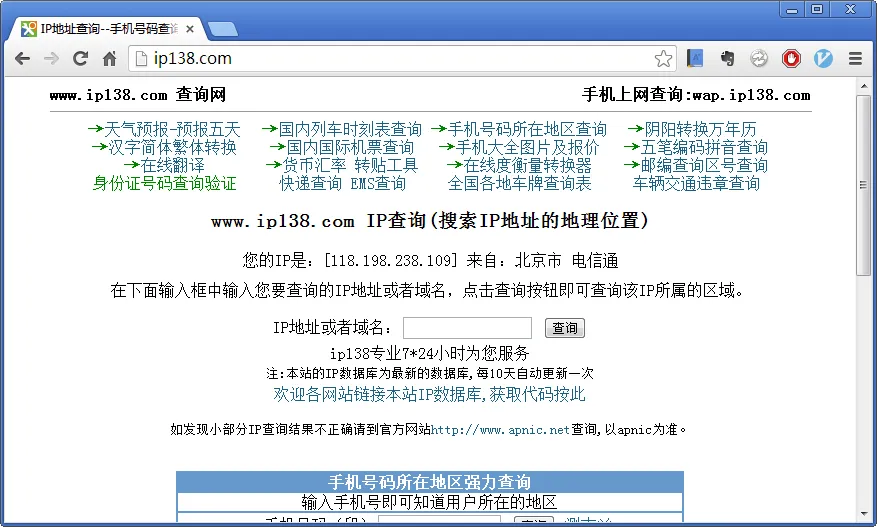 IP地址查询--手机号码查询
ip138.com
www.ip138.com 查询网 手机上网查询:wap.ip138.com
→天气预报-预报五天 →国内列车时刻表查询 →手机号码所在地区查询 →阴阳转换万年历
→汉字简体繁体转换 →国内国际机票查询 →手机大全图片及报价 →五笔编码拼音查询
→在线翻译 →货币汇率 转贴工具 →在线度衡量转换器 →邮编查询区号查询
身份证号码查询验证 快递查询 EMS查询 全国各地车牌查询表 车辆交通违章查询
www.ip138.com IP查询(搜索IP地址的地理位置)
您的IP是：[118.198.238.109] 来自：北京市 电信通
在下面输入框中输入您要查询的IP地址或者域名，点击查询按钮即可查询该IP所属的区域。
IP地址或者域名： 查询
ip138专业7*24小时为您服务
注:本站的IP数据库为最新的数据库,每10天自动更新一次
欢迎各网站链接本站IP数据库,获取代码按此
如发现小部分IP查询结果不正确请到官方网站http://www.apnic.net查询,以apnic为准。
手机号码所在地区强力查询
输入手机号即可知道用户所在的地区
手机号码(段)